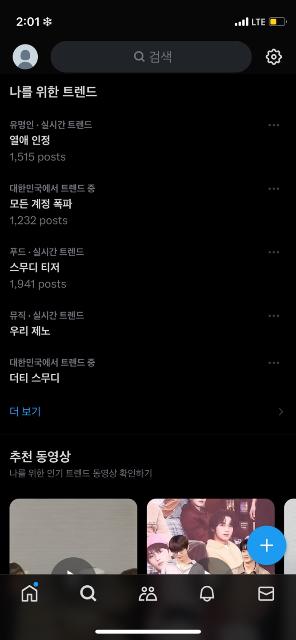 2:01 ❄ LTE
검색
나를 위한 트렌드
유명인 · 실시간 트렌드
열애 인정
1,515 posts
대한민국에서 트렌드 중
모든 계정 폭파
1,232 posts
푸드 · 실시간 트렌드
스무디 티저
1,941 posts
뮤직 · 실시간 트렌드
우리 제노
대한민국에서 트렌드 중
더티 스무디
더 보기
추천 동영상
나를 위한 인기 트렌드 동영상 확인하기